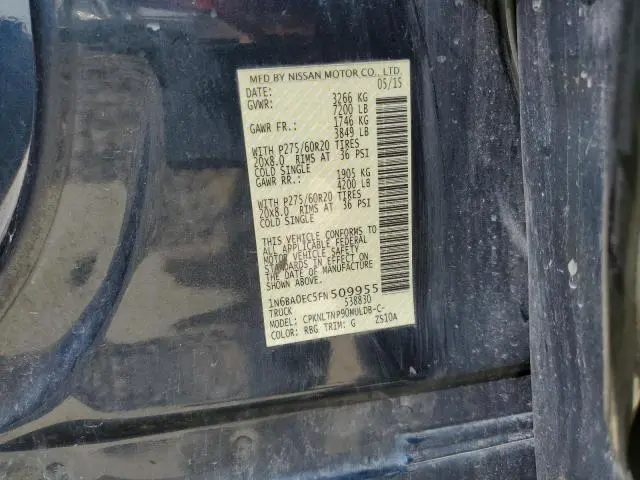 MFD BY NISSAN MOTOR CO., LTD.
DATE: 05/15
GVWR: 3266 KG
7200 LB
GAWR FR.: 1746 KG
3849 LB
WITH P275/60R20 TIRES
20X8.0 RIMS AT 36 PSI
COLD SINGLE
GAWR RR.: 1905 KG
4200 LB
WITH P275/60R20 TIRES
20X8.0 RIMS AT 36 PSI
COLD SINGLE
THIS VEHICLE CONFORMS TO
ALL APPLICABLE FEDERAL
MOTOR VEHICLE SAFETY
STANDARDS IN EFFECT ON
THE DATE OF MANUFACTURE
SHOWN ABOVE.
1N6BA0EC5FN509955
TRUCK 538830
MODEL: CPKNLTNP90MULDB-C-
COLOR: RBG TRIM: G ZS10A